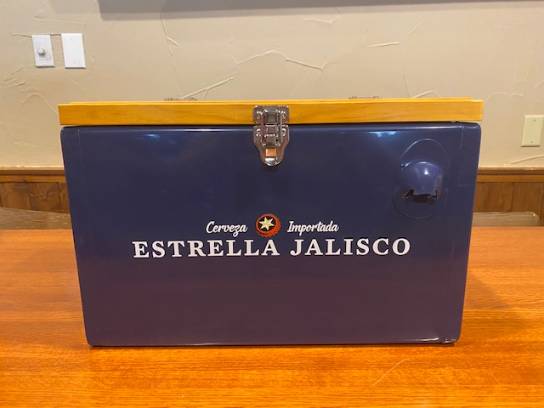 Cerveza Importada
ESTRELLA JALISCO